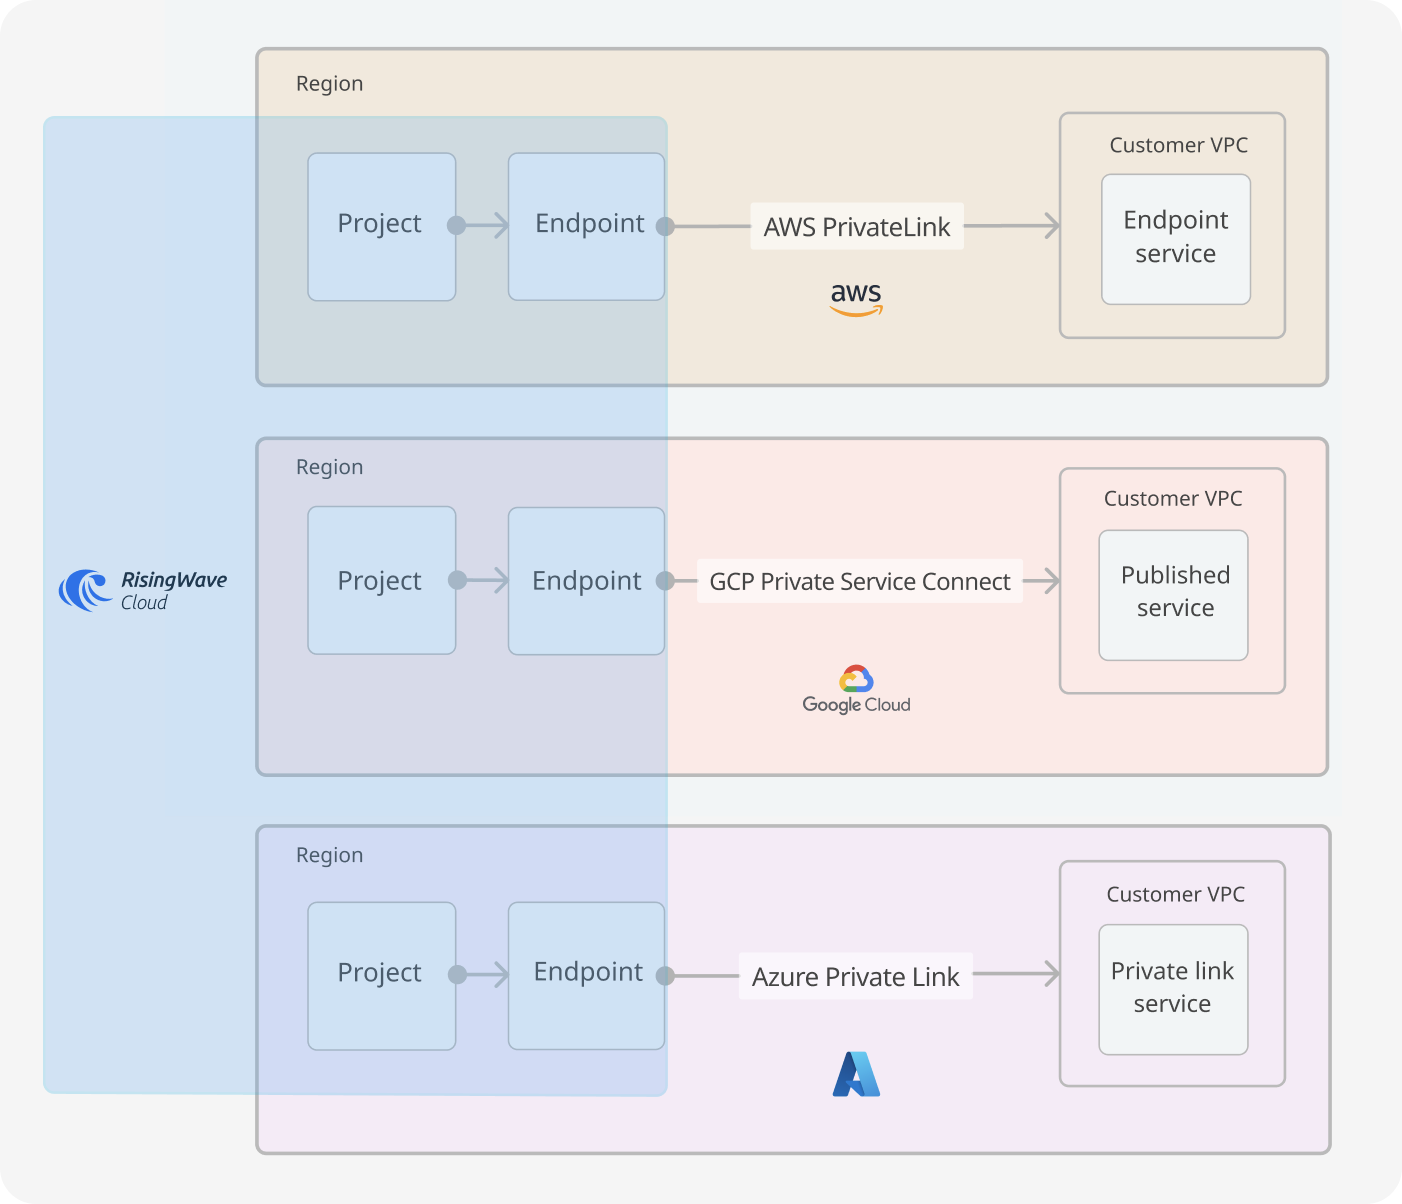 Region
Customer VPC
Project
Endpoint
AWS PrivateLink
Endpoint
service
aws
Region
Customer VPC
Project
Endpoint
GCP Private Service Connect
Published
service
RisingWave
Cloud
Google Cloud
Region
Customer VPC
Project
Endpoint
Azure Private Link
Private link
service